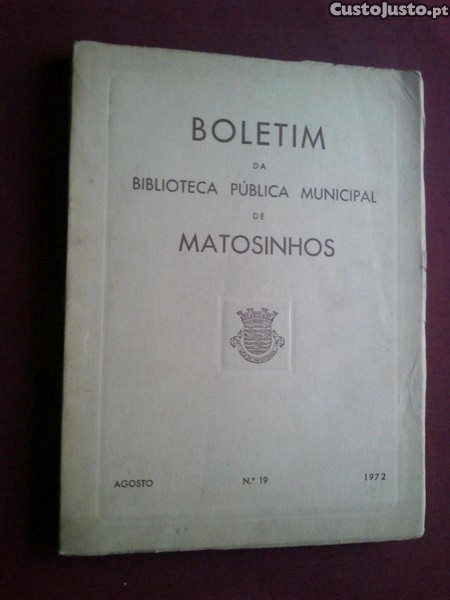 CustoJusto.pt
BOLETIM
DA
BIBLIOTECA PÚBLICA MUNICIPAL
DE
MATOSINHOS
AGOSTO N.º 19 1972